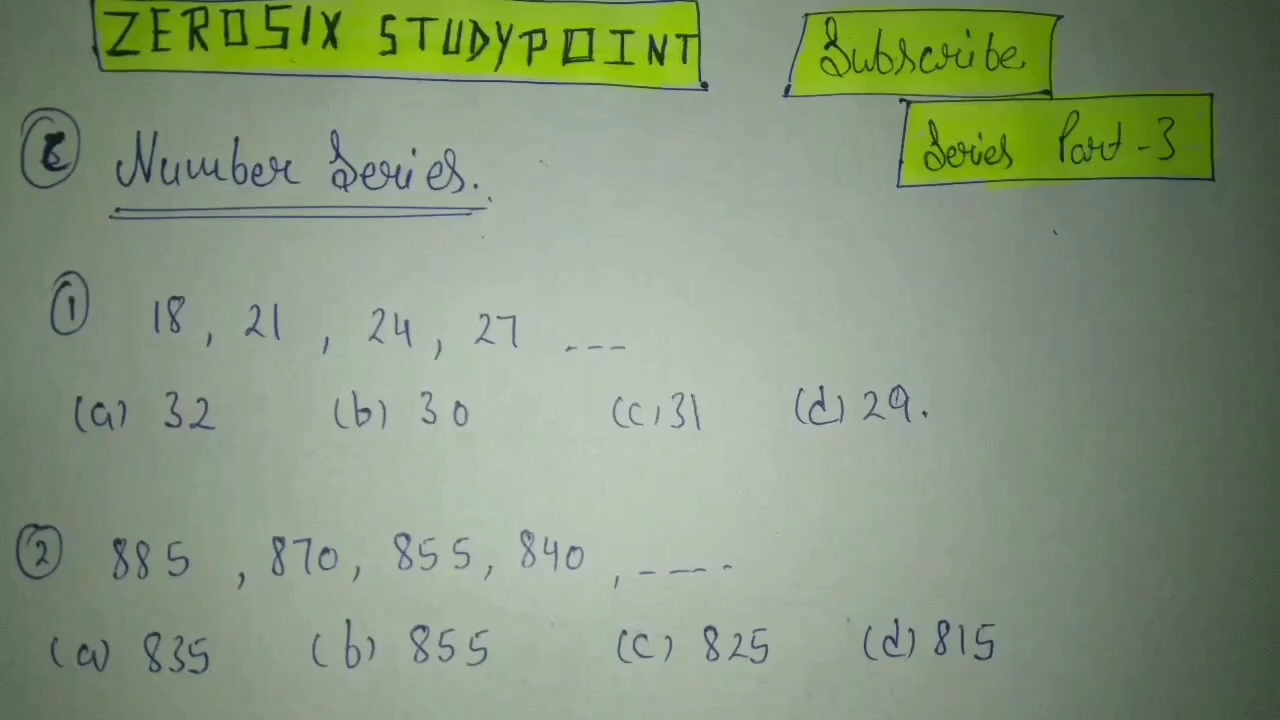 ZEROSIX STUDYPOINT Subscribe
Series Part-3
Number Series.
① 18, 21, 24, 27 ---
(a) 32 (b) 30 (c) 31 (d) 29.
② 885, 870, 855, 840, ----
(a) 835 (b) 855 (c) 825 (d) 815